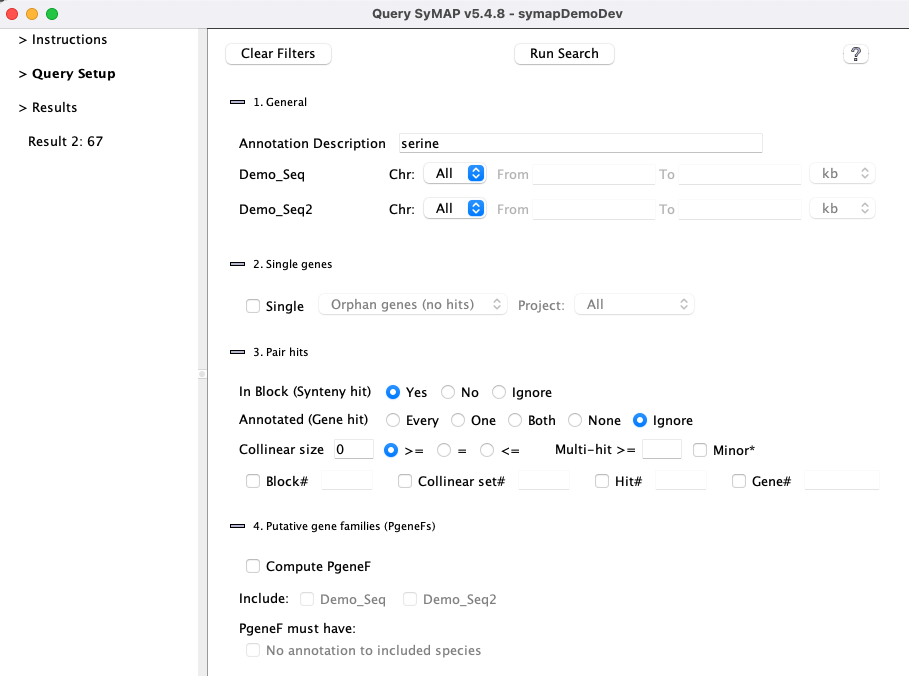 Query SyMAP v5.4.8 - symapDemoDev
> Instructions
> Query Setup
> Results
Result 2: 67
Clear Filters Run Search ?
1. General
Annotation Description serine
Demo_Seq Chr: All From To kb
Demo_Seq2 Chr: All From To kb
2. Single genes
Single Orphan genes (no hits) Project: All
3. Pair hits
In Block (Synteny hit) Yes No Ignore
Annotated (Gene hit) Every One Both None Ignore
Collinear size 0 >= = <= Multi-hit >= Minor*
Block# Collinear set# Hit# Gene#
4. Putative gene families (PgeneFs)
Compute PgeneF
Include: Demo_Seq Demo_Seq2
PgeneF must have:
No annotation to included species